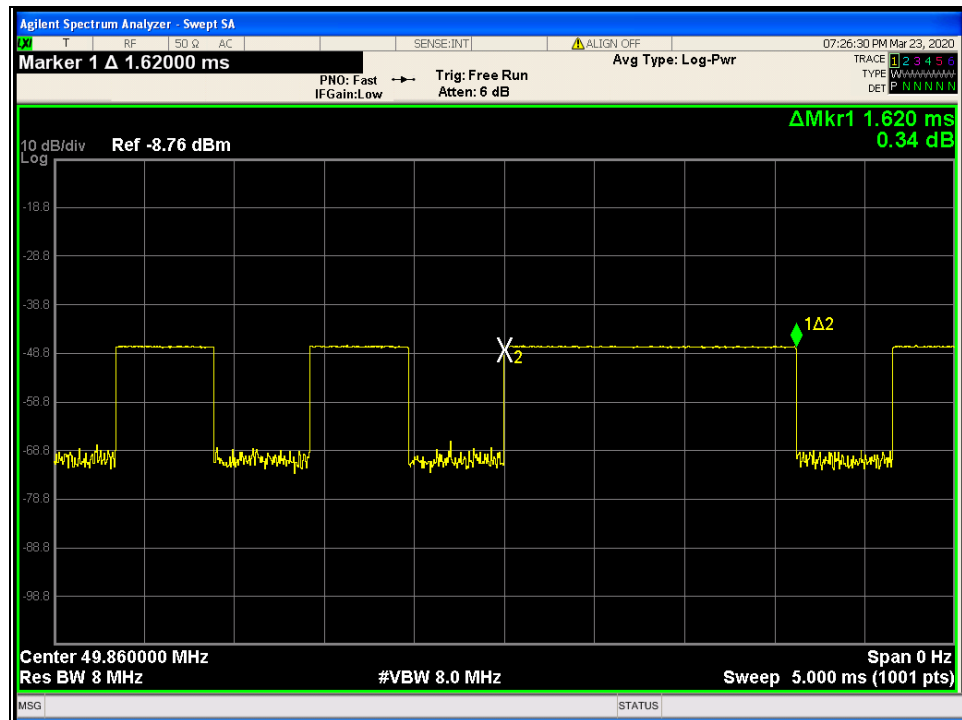 Agilent Spectrum Analyzer - Swept SA
LXI T RF 50 Ω AC SENSE:INT ALIGN OFF 07:26:30 PM Mar 23, 2020
Marker 1 Δ 1.62000 ms
PNO: Fast
IFGain:Low
Trig: Free Run
Atten: 6 dB
Avg Type: Log-Pwr
TRACE 1 2 3 4 5 6
TYPE W
DET P N N N N N
ΔMkr1 1.620 ms
0.34 dB
10 dB/div Ref -8.76 dBm
Log
-18.8
-28.8
-38.8
1Δ2
-48.8
2
-58.8
-68.8
-78.8
-88.8
-98.8
Center 49.860000 MHz Span 0 Hz
Res BW 8 MHz #VBW 8.0 MHz Sweep 5.000 ms (1001 pts)
MSG STATUS